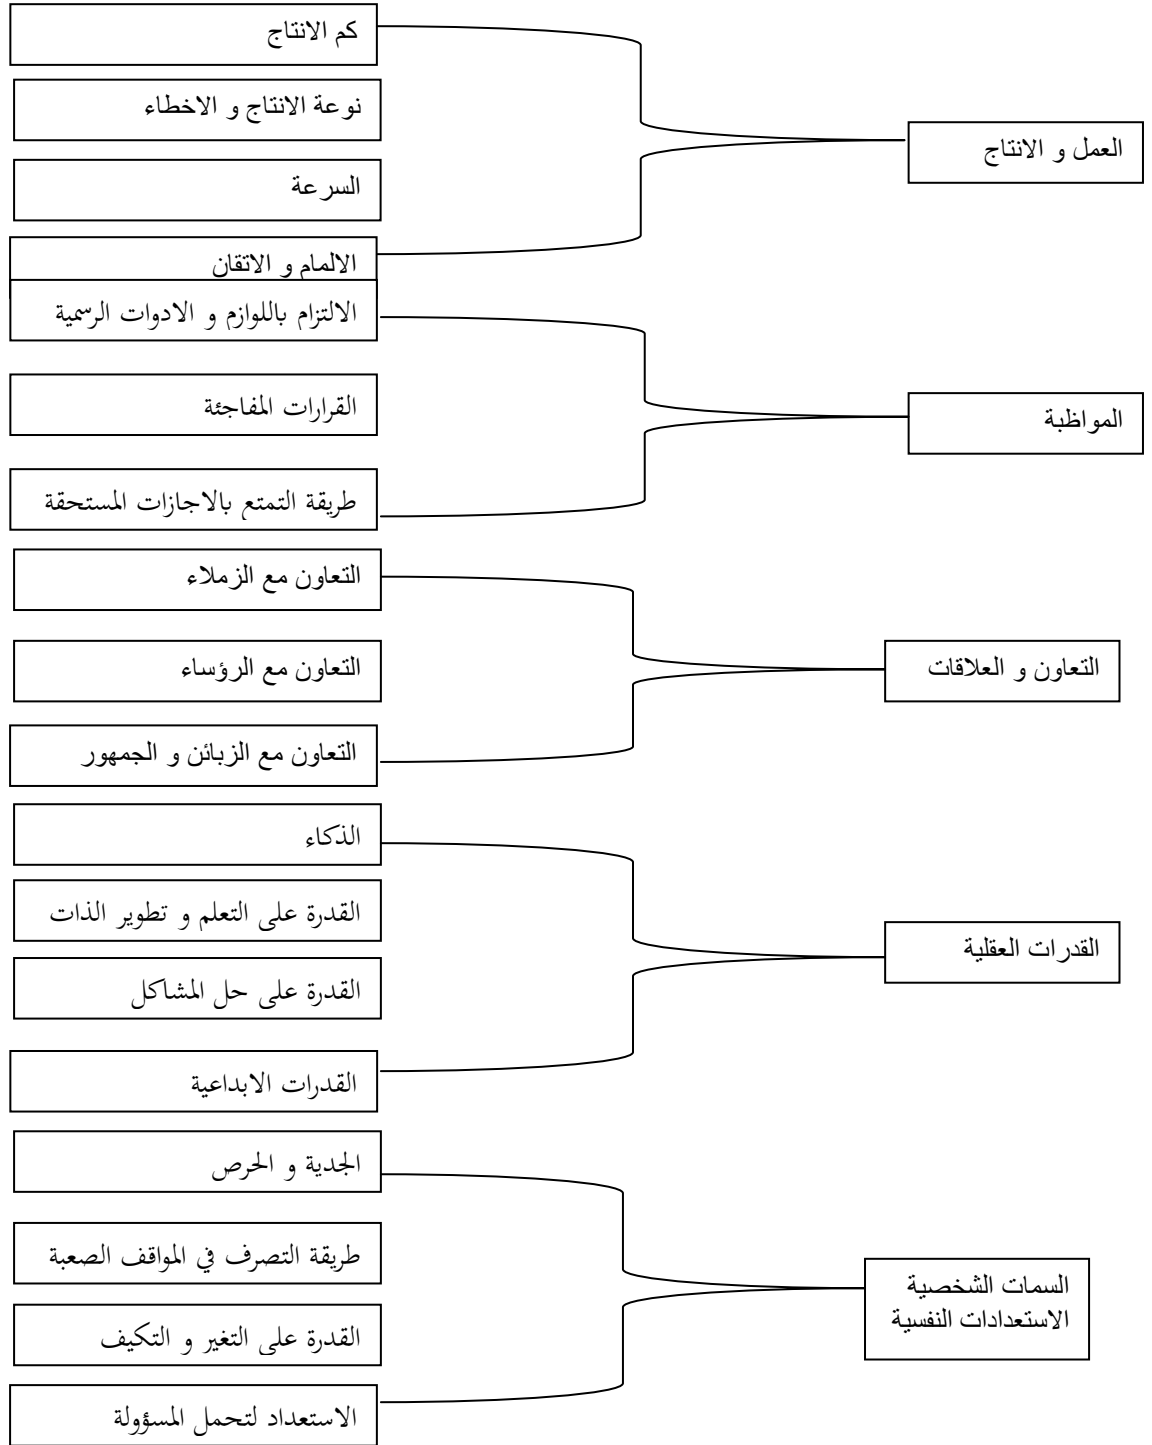 العمل و الانتاج
كم الانتاج
نوعة الانتاج و الاخطاء
السرعة
الالمام و الاتقان
المواظبة
الالتزام باللوازم و الادوات الرسمية
القرارات المفاجئة
طريقة التمتع بالاجازات المستحقة
التعاون و العلاقات
التعاون مع الزملاء
التعاون مع الرؤساء
التعاون مع الزبائن و الجمهور
القدرات العقلية
الذكاء
القدرة على التعلم و تطوير الذات
القدرة على حل المشاكل
القدرات الابداعية
السمات الشخصية
الاستعدادات النفسية
الجدية و الحرص
طريقة التصرف في المواقف الصعبة
القدرة على التغير و التكيف
الاستعداد لتحمل المسؤولة